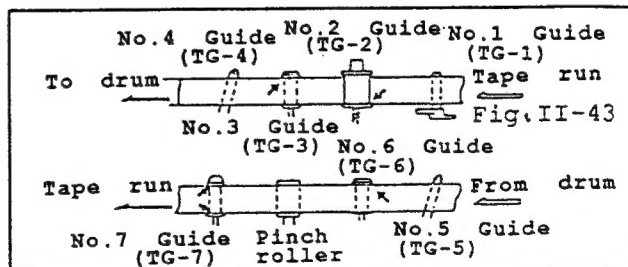 No.4 Guide
(TG-4)
No.2 Guide
(TG-2)
No.1 Guide
(TG-1)
To drum
Tape run
Fig.II-43
No.3 Guide
(TG-3)
No.6 Guide
(TG-6)
Tape run
From drum
No.7 Guide
(TG-7)
Pinch
roller
No.5 Guide
(TG-5)